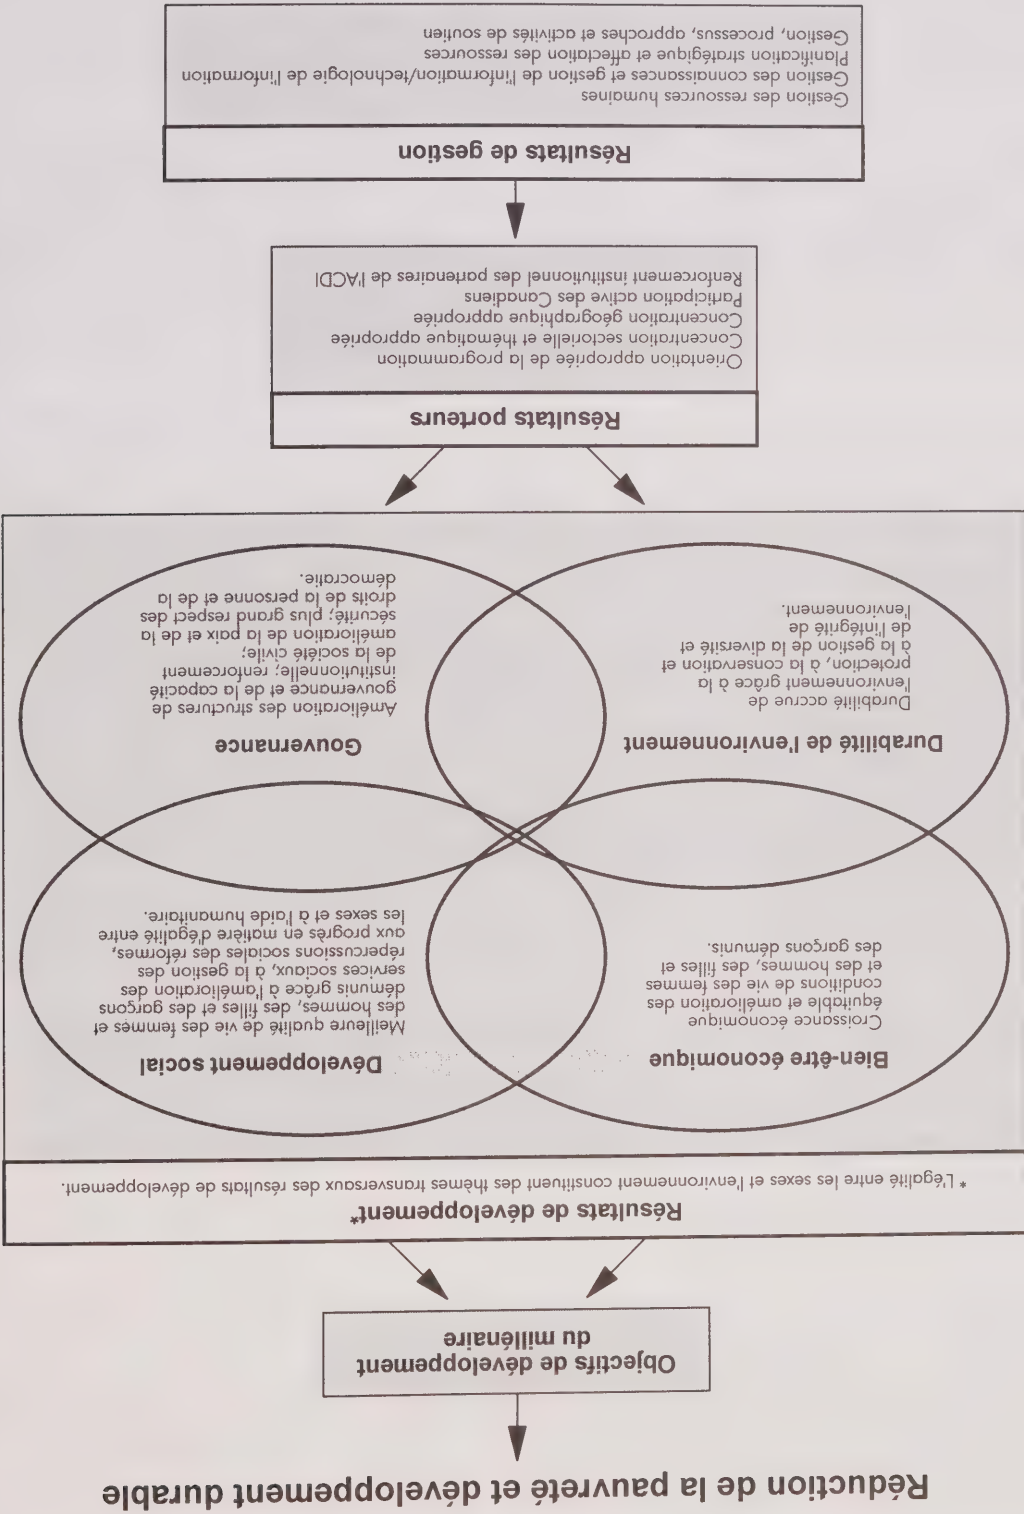 Réduction de la pauvreté et développement durable
Objectifs de développement
du millénaire
Résultats de développement*
* L'égalité entre les sexes et l'environnement constituent des thèmes transversaux des résultats de développement.
Bien-être économique
Croissance économique
équitable et amélioration des
conditions de vie des femmes
et des hommes, des filles et
des garçons démunis.
Développement social
Meilleure qualité de vie des femmes et
des hommes, des filles et des garçons
démunis grâce à l'amélioration des
services sociaux, à la gestion des
répercussions sociales des réformes,
aux progrès en matière d'égalité entre
les sexes et à l'aide humanitaire.
Durabilité de l'environnement
Durabilité accrue de
l'environnement grâce à la
protection, à la conservation et
à la gestion de la diversité et
de l'intégrité de
l'environnement.
Gouvernance
Amélioration des structures de
gouvernance et de la capacité
institutionnelle; renforcement
de la société civile;
amélioration de la paix et de la
sécurité; plus grand respect des
droits de la personne et de la
démocratie.
Résultats porteurs
Orientation appropriée de la programmation
Concentration sectorielle et thématique appropriée
Concentration géographique appropriée
Participation active des Canadiens
Renforcement institutionnel des partenaires de l'ACDI
Résultats de gestion
Gestion des ressources humaines
Gestion des connaissances et gestion de l'information/technologie de l'information
Planification stratégique et affectation des ressources
Gestion, processus, approches et activités de soutien